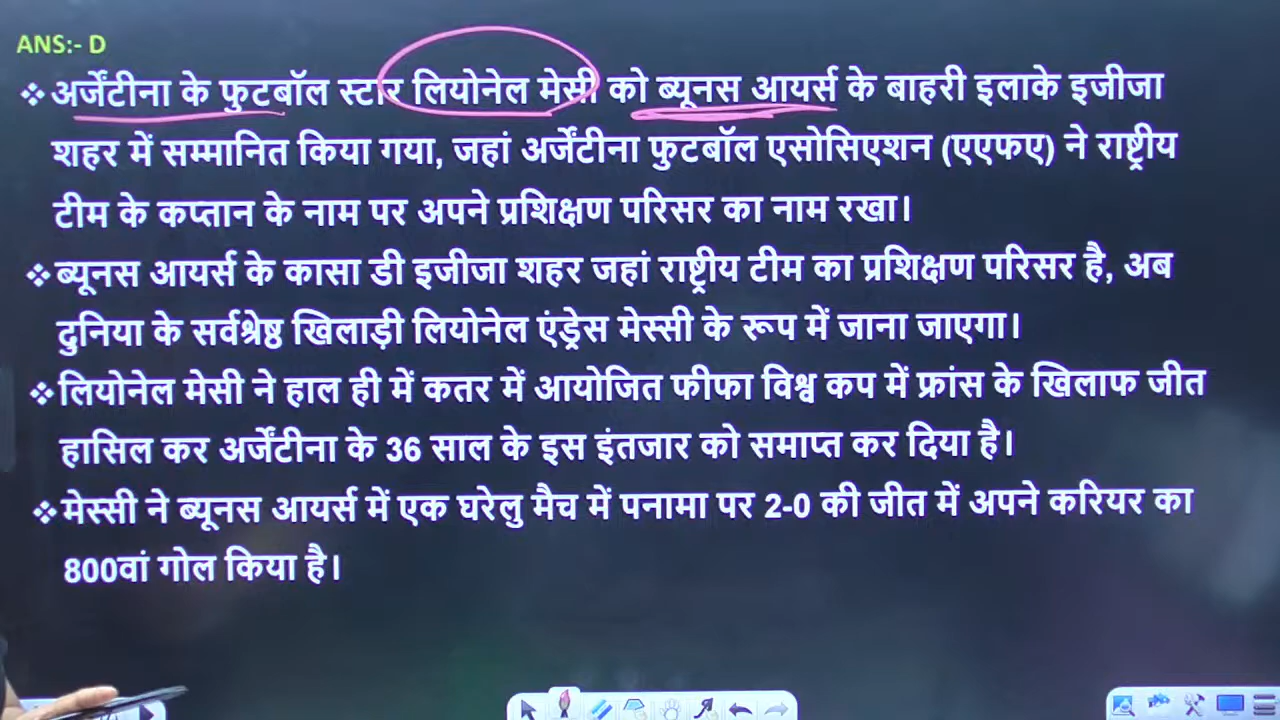 ANS:- D
❖अर्जेंटीना के फुटबॉल स्टार लियोनेल मेसी को ब्यूनस आयर्स के बाहरी इलाके इजीजा
शहर में सम्मानित किया गया, जहां अर्जेंटीना फुटबॉल एसोसिएशन (एएफए) ने राष्ट्रीय
टीम के कप्तान के नाम पर अपने प्रशिक्षण परिसर का नाम रखा।
❖ब्यूनस आयर्स के कासा डी इजीजा शहर जहां राष्ट्रीय टीम का प्रशिक्षण परिसर है, अब
दुनिया के सर्वश्रेष्ठ खिलाड़ी लियोनेल एंड्रेस मेस्सी के रूप में जाना जाएगा।
❖लियोनेल मेसी ने हाल ही में कतर में आयोजित फीफा विश्व कप में फ्रांस के खिलाफ जीत
हासिल कर अर्जेंटीना के 36 साल के इस इंतजार को समाप्त कर दिया है।
❖मेस्सी ने ब्यूनस आयर्स में एक घरेलु मैच में पनामा पर 2-0 की जीत में अपने करियर का
800वां गोल किया है।